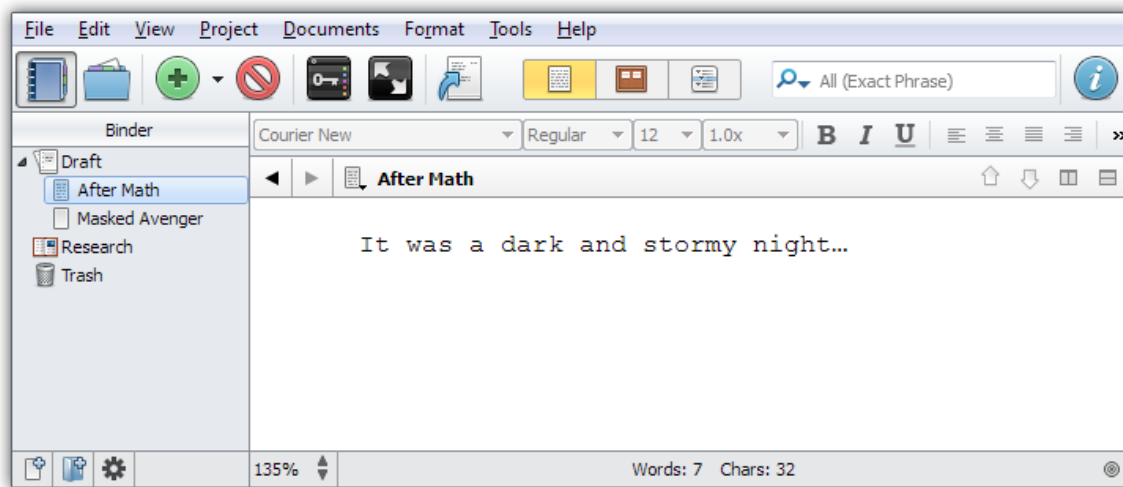 File Edit View Project Documents Format Tools Help
All (Exact Phrase)
Binder
Courier New Regular 12 1.0x B I U »
Draft
After Math
After Math
Masked Avenger
Research
Trash
It was a dark and stormy night…
135% Words: 7 Chars: 32